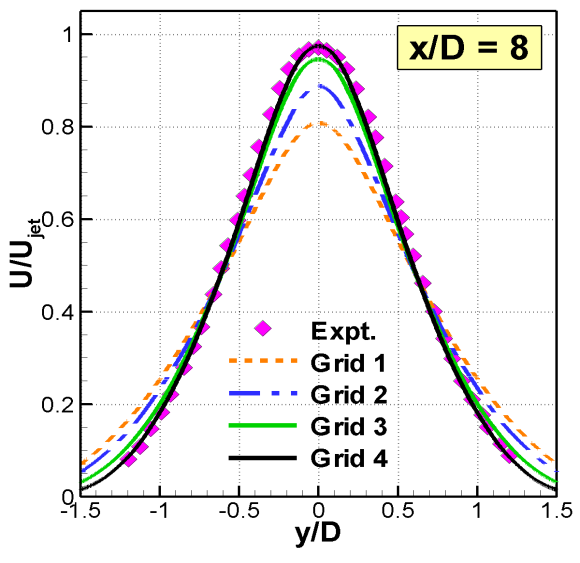 x/D = 8
1
0.8
0.6
0.4
0.2
0
U/U_jet
Expt.
Grid 1
Grid 2
Grid 3
Grid 4
-1.5 -1 -0.5 0 0.5 1 1.5
y/D